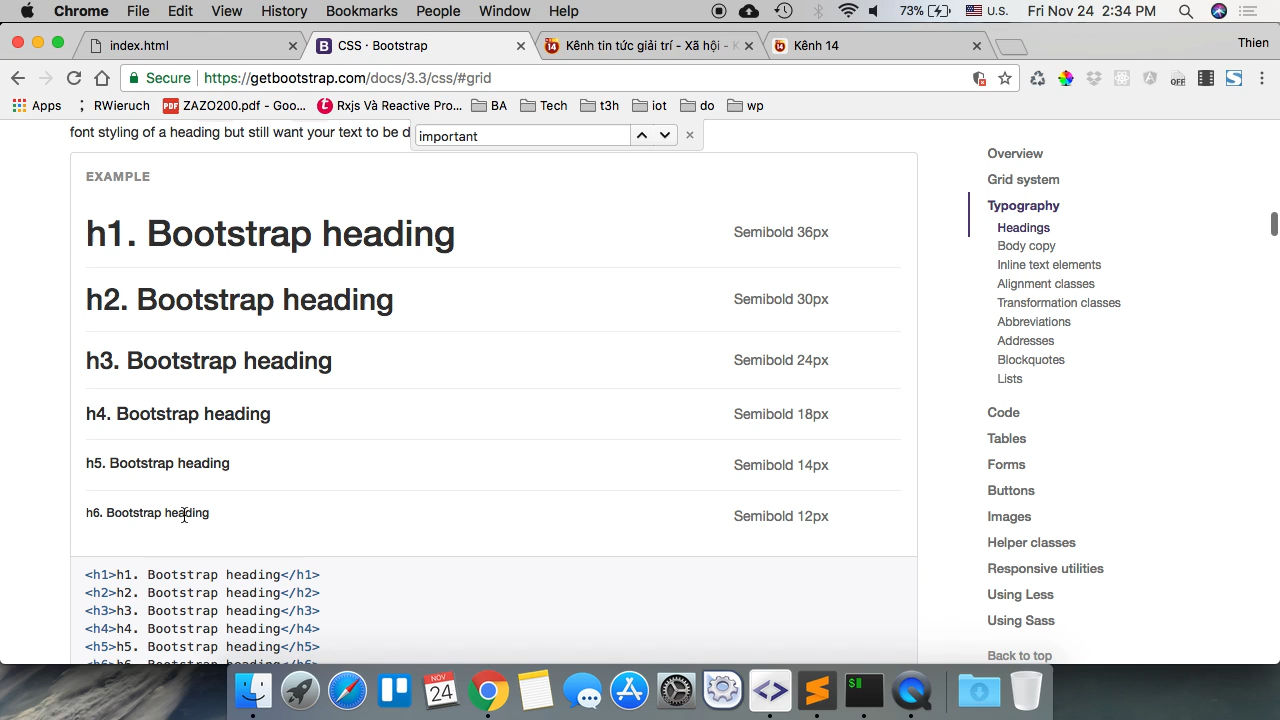 Chrome File Edit View History Bookmarks People Window Help 73% U.S. Fri Nov 24 2:34 PM
index.html CSS · Bootstrap Kênh tin tức giải trí - Xã hội - K Kênh 14 Thien
Secure https://getbootstrap.com/docs/3.3/css/#grid
Apps RWieruch ZAZO200.pdf - Goo... Rxjs Và Reactive Pro... BA Tech t3h iot do wp
font styling of a heading but still want your text to be d
important
EXAMPLE
h1. Bootstrap heading Semibold 36px
h2. Bootstrap heading Semibold 30px
h3. Bootstrap heading Semibold 24px
h4. Bootstrap heading Semibold 18px
h5. Bootstrap heading Semibold 14px
h6. Bootstrap heading Semibold 12px
<h1>h1. Bootstrap heading</h1>
<h2>h2. Bootstrap heading</h2>
<h3>h3. Bootstrap heading</h3>
<h4>h4. Bootstrap heading</h4>
<h5>h5. Bootstrap heading</h5>
<h6>h6. Bootstrap heading</h6>
Overview
Grid system
Typography
Headings
Body copy
Inline text elements
Alignment classes
Transformation classes
Abbreviations
Addresses
Blockquotes
Lists
Code
Tables
Forms
Buttons
Images
Helper classes
Responsive utilities
Using Less
Using Sass
Back to top